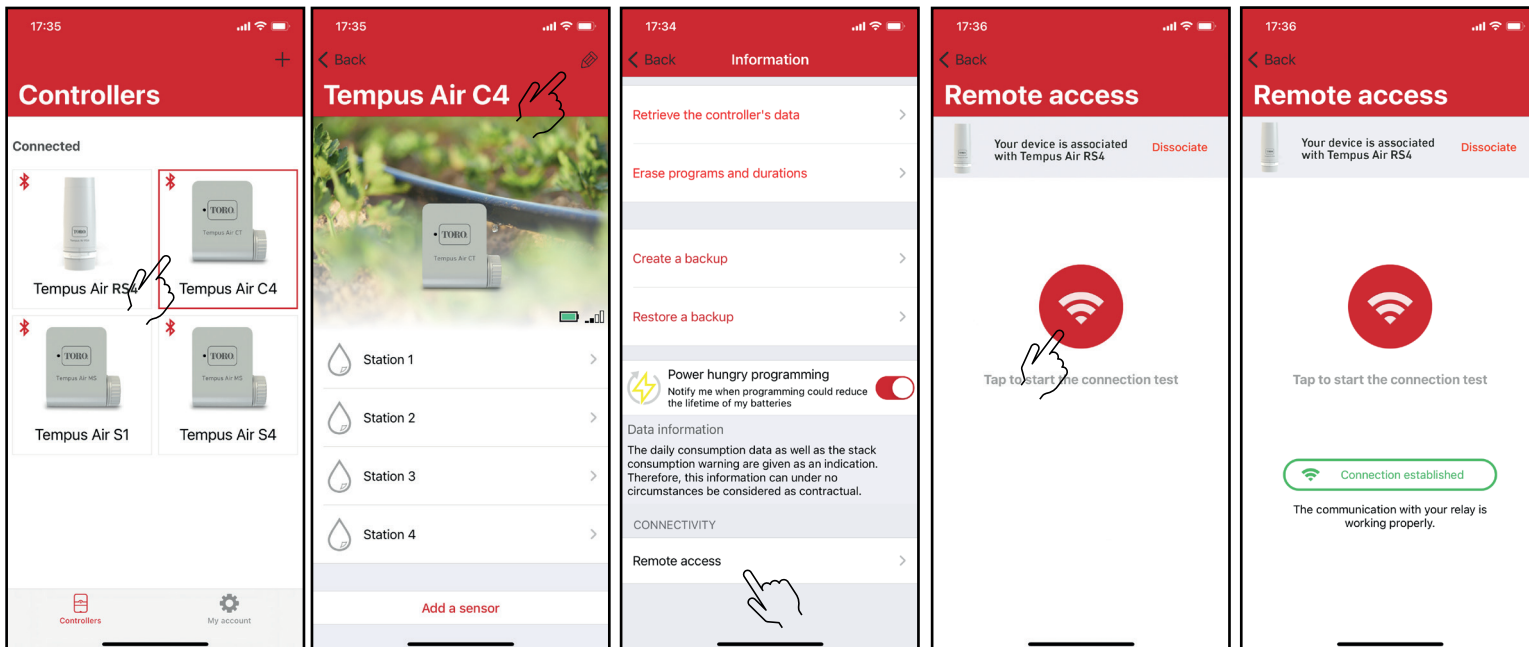 17:35
Controllers
Connected
TORO
Tempus Air CT
Tempus Air RS4
Tempus Air C4
TORO
Tempus Air MS
TORO
Tempus Air MS
Tempus Air S1
Tempus Air S4
Controllers
My account
17:35
Back
Tempus Air C4
TORO
Tempus Air CT
Station 1
Station 2
Station 3
Station 4
Add a sensor
17:34
Back
Information
Retrieve the controller's data
Erase programs and durations
Create a backup
Restore a backup
Power hungry programming
Notify me when programming could reduce
the lifetime of my batteries
Data information
The daily consumption data as well as the stack
consumption warning are given as an indication.
Therefore, this information can under no
circumstances be considered as contractual.
CONNECTIVITY
Remote access
17:36
Back
Remote access
Your device is associated
with Tempus Air RS4
Dissociate
Tap to start the connection test
17:36
Back
Remote access
Your device is associated
with Tempus Air RS4
Dissociate
Tap to start the connection test
Connection established
The communication with your relay is
working properly.